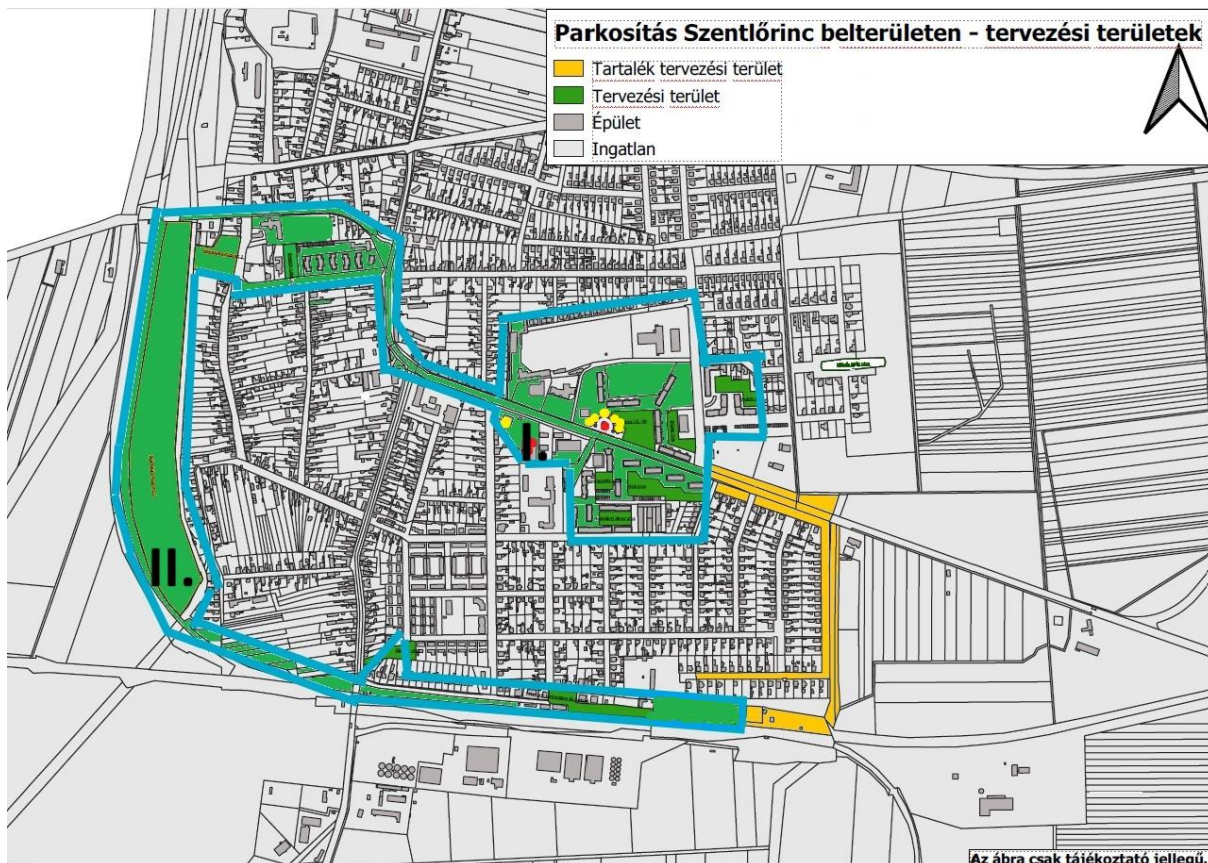 Parkosítás Szentlőrinc belterületen - tervezési területek
Tartalék tervezési terület
Tervezési terület
Épület
Ingatlan
I.
II.
Az ábra csak tájékoztató jellegű.